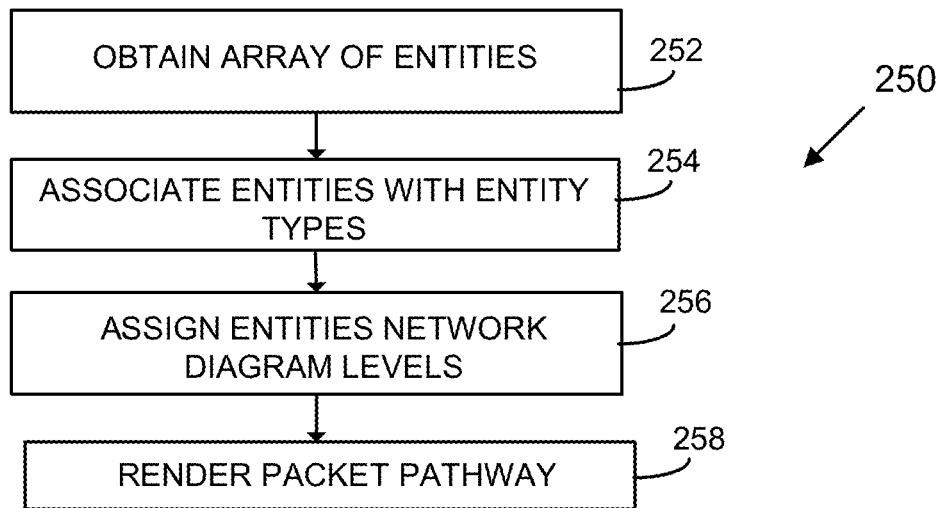 OBTAIN ARRAY OF ENTITIES
252
250
ASSOCIATE ENTITIES WITH ENTITY
TYPES
254
ASSIGN ENTITIES NETWORK
DIAGRAM LEVELS
256
RENDER PACKET PATHWAY
258